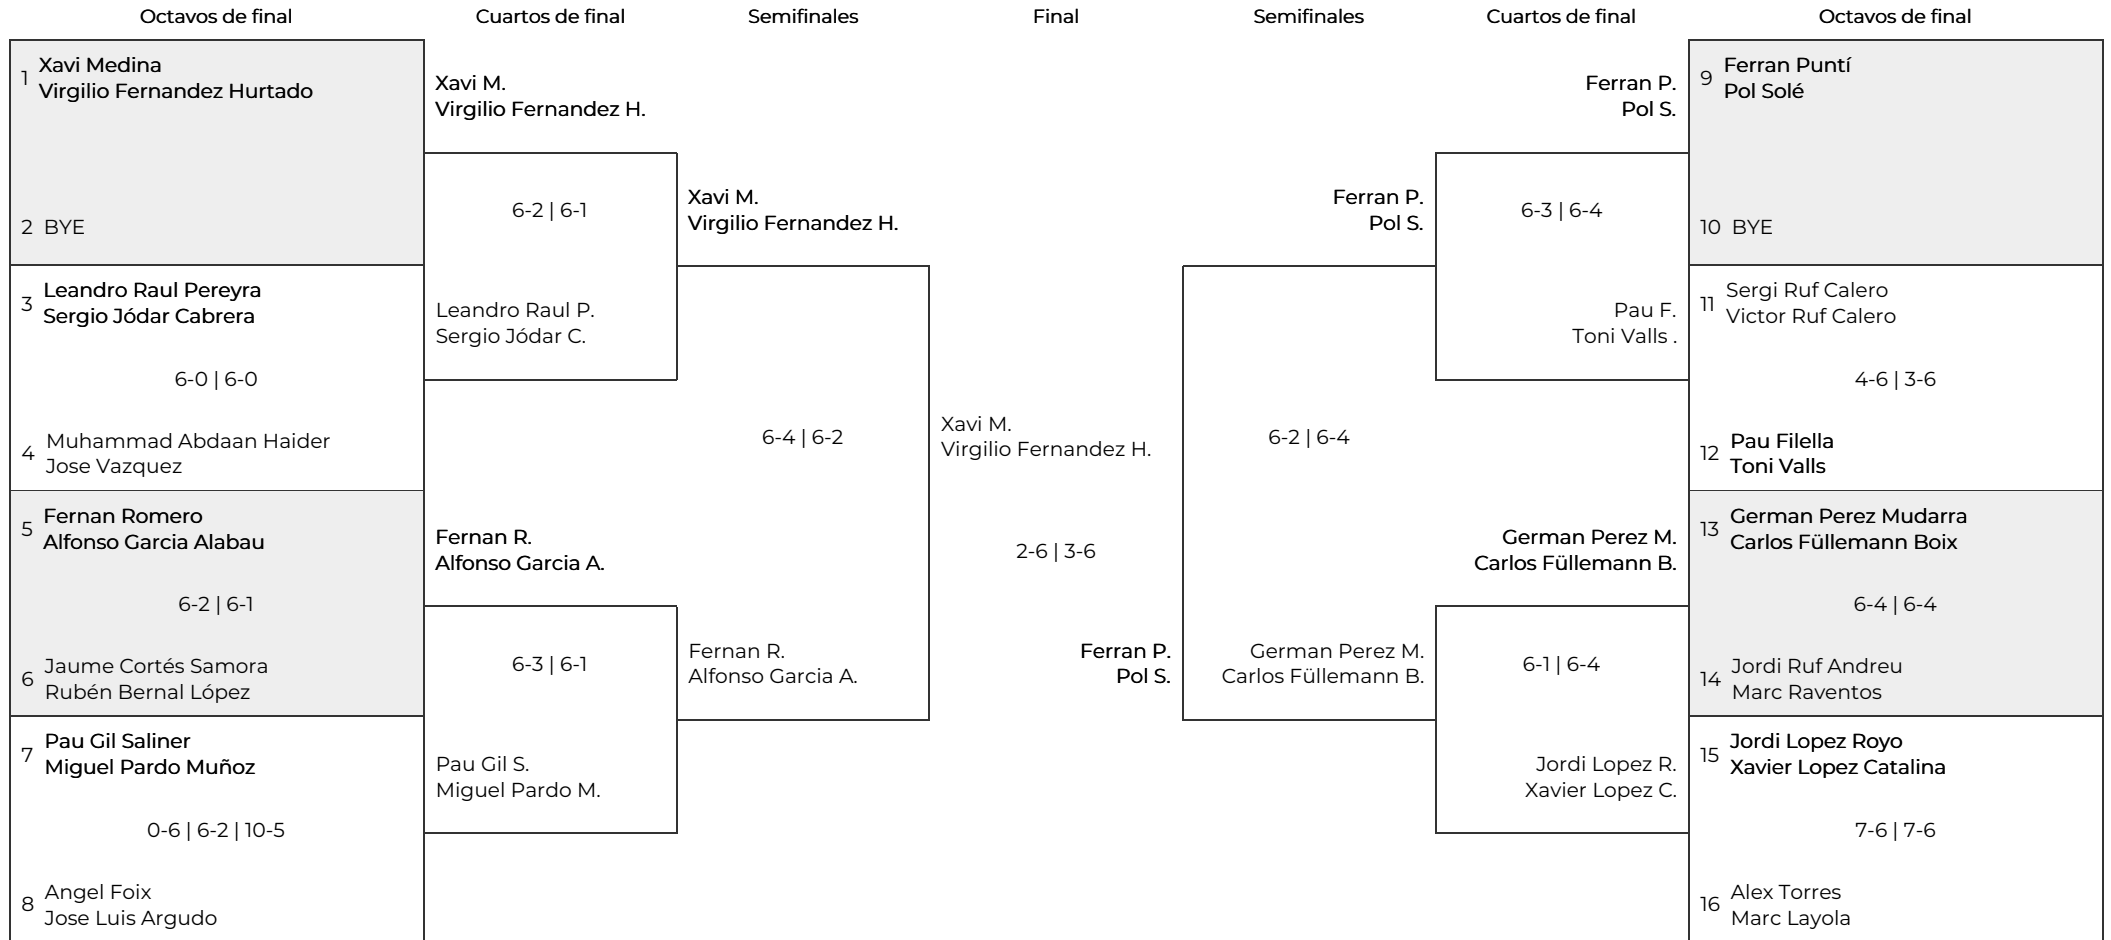 Octavos de final
Cuartos de final
Semifinales
Final
Semifinales
Cuartos de final
Octavos de final
1
Xavi Medina
Virgilio Fernandez Hurtado
2 BYE
3
Leandro Raul Pereyra
Sergio Jódar Cabrera
6-0 | 6-0
4
Muhammad Abdaan Haider
Jose Vazquez
5
Fernan Romero
Alfonso Garcia Alabau
6-2 | 6-1
6
Jaume Cortés Samora
Rubén Bernal López
7
Pau Gil Saliner
Miguel Pardo Muñoz
0-6 | 6-2 | 10-5
8
Angel Foix
Jose Luis Argudo
Xavi M.
Virgilio Fernandez H.
6-2 | 6-1
Leandro Raul P.
Sergio Jódar C.
Fernan R.
Alfonso Garcia A.
6-3 | 6-1
Pau Gil S.
Miguel Pardo M.
Xavi M.
Virgilio Fernandez H.
6-4 | 6-2
Fernan R.
Alfonso Garcia A.
Xavi M.
Virgilio Fernandez H.
2-6 | 3-6
Ferran P.
Pol S.
Ferran P.
Pol S.
6-2 | 6-4
German Perez M.
Carlos Füllemann B.
Ferran P.
Pol S.
6-3 | 6-4
Pau F.
Toni Valls .
German Perez M.
Carlos Füllemann B.
6-1 | 6-4
Jordi Lopez R.
Xavier Lopez C.
9
Ferran Puntí
Pol Solé
10 BYE
11
Sergi Ruf Calero
Victor Ruf Calero
4-6 | 3-6
12
Pau Filella
Toni Valls
13
German Perez Mudarra
Carlos Füllemann Boix
6-4 | 6-4
14
Jordi Ruf Andreu
Marc Raventos
15
Jordi Lopez Royo
Xavier Lopez Catalina
7-6 | 7-6
16
Alex Torres
Marc Layola